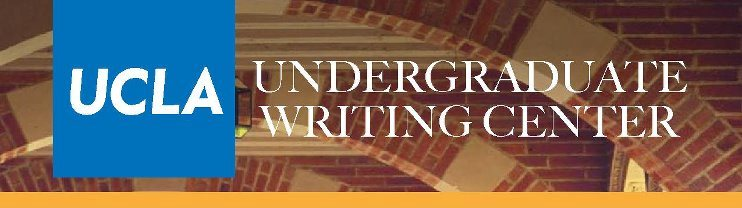 UCLA
UNDERGRADUATE
WRITING CENTER